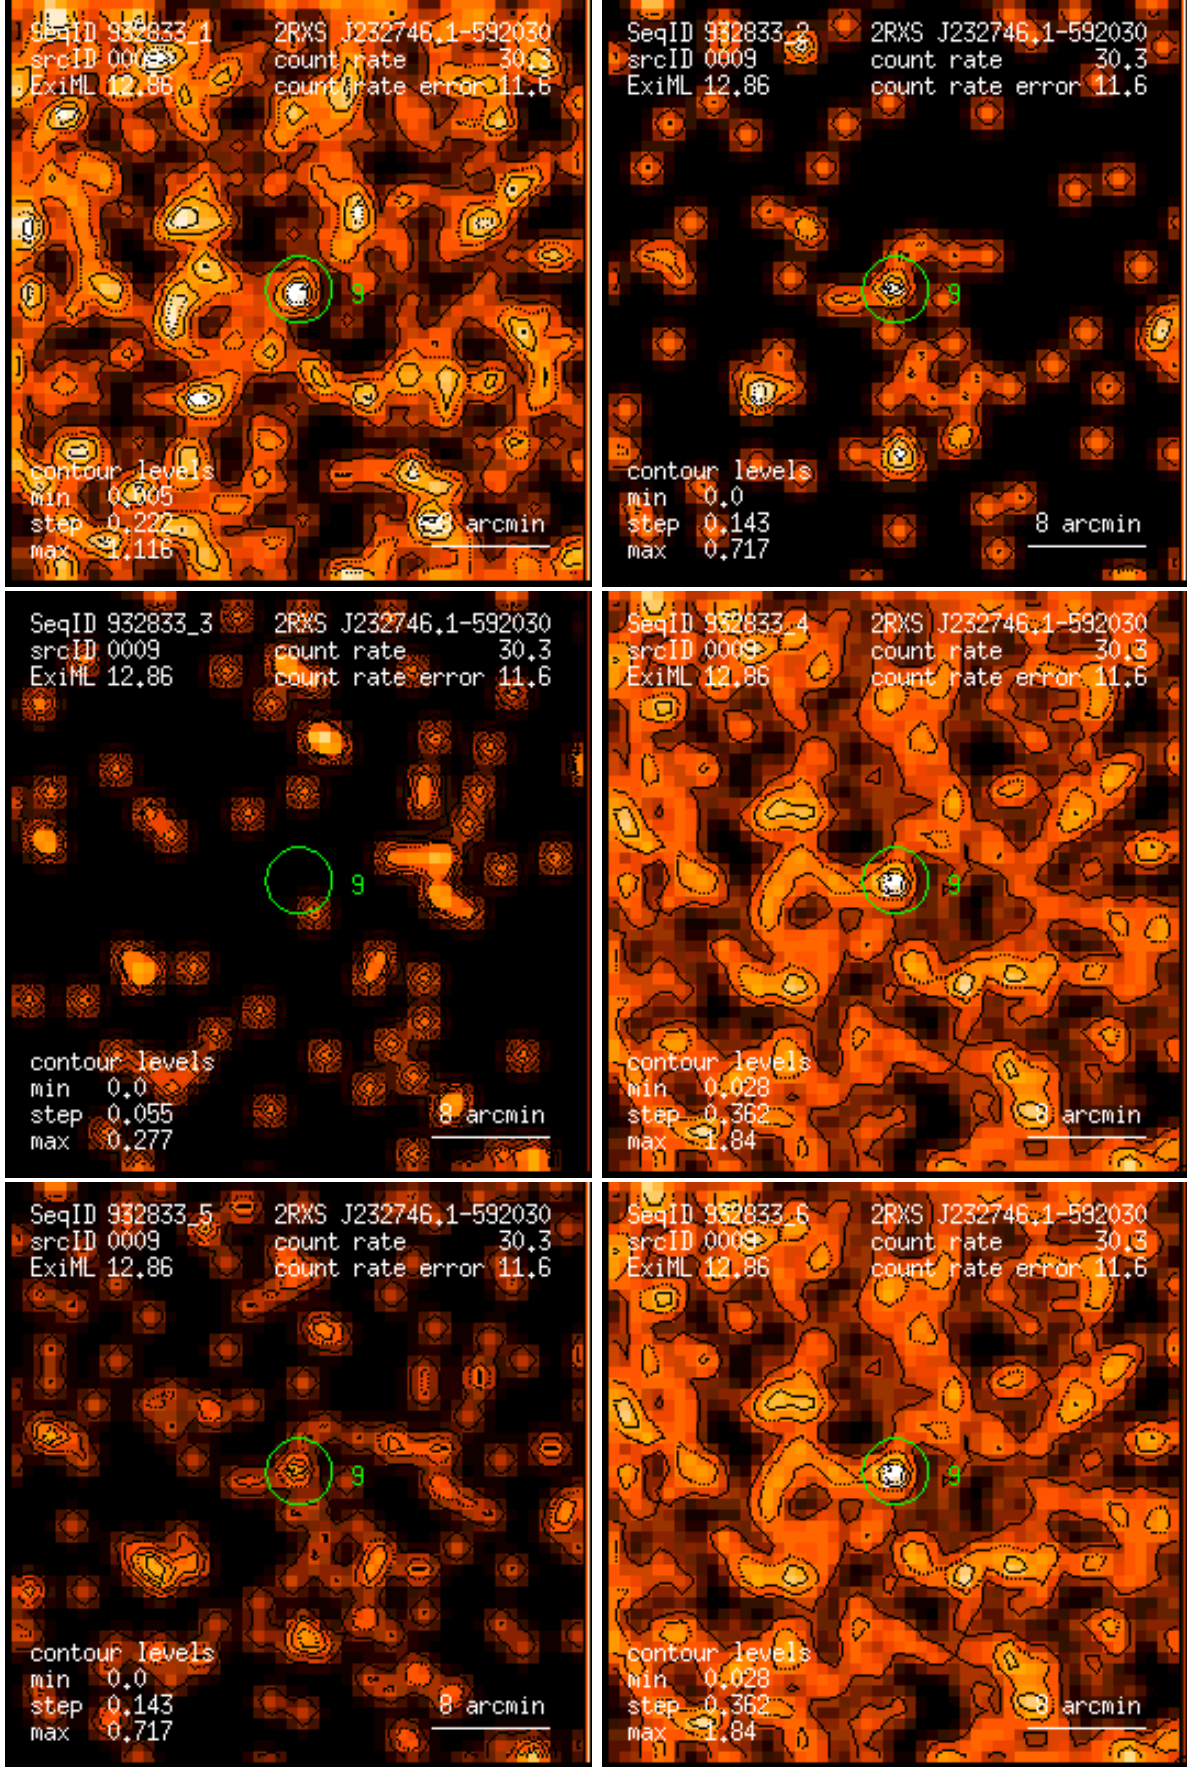 SeqID 932833_1 2RXS J232746.1-592030
srcID 0009 count rate 30.3
ExiML 12.86 count rate error 11.6
9
contour levels
min 0.005
step 0.222
max 1.116
8 arcmin
SeqID 932833_2 2RXS J232746.1-592030
srcID 0009 count rate 30.3
ExiML 12.86 count rate error 11.6
9
contour levels
min 0.0
step 0.143
max 0.717
8 arcmin
SeqID 932833_3 2RXS J232746.1-592030
srcID 0009 count rate 30.3
ExiML 12.86 count rate error 11.6
9
contour levels
min 0.0
step 0.055
max 0.277
8 arcmin
SeqID 932833_4 2RXS J232746.1-592030
srcID 0009 count rate 30.3
ExiML 12.86 count rate error 11.6
9
contour levels
min 0.028
step 0.362
max 1.84
8 arcmin
SeqID 932833_5 2RXS J232746.1-592030
srcID 0009 count rate 30.3
ExiML 12.86 count rate error 11.6
9
contour levels
min 0.0
step 0.143
max 0.717
8 arcmin
SeqID 932833_6 2RXS J232746.1-592030
srcID 0009 count rate 30.3
ExiML 12.86 count rate error 11.6
9
contour levels
min 0.028
step 0.362
max 1.84
8 arcmin